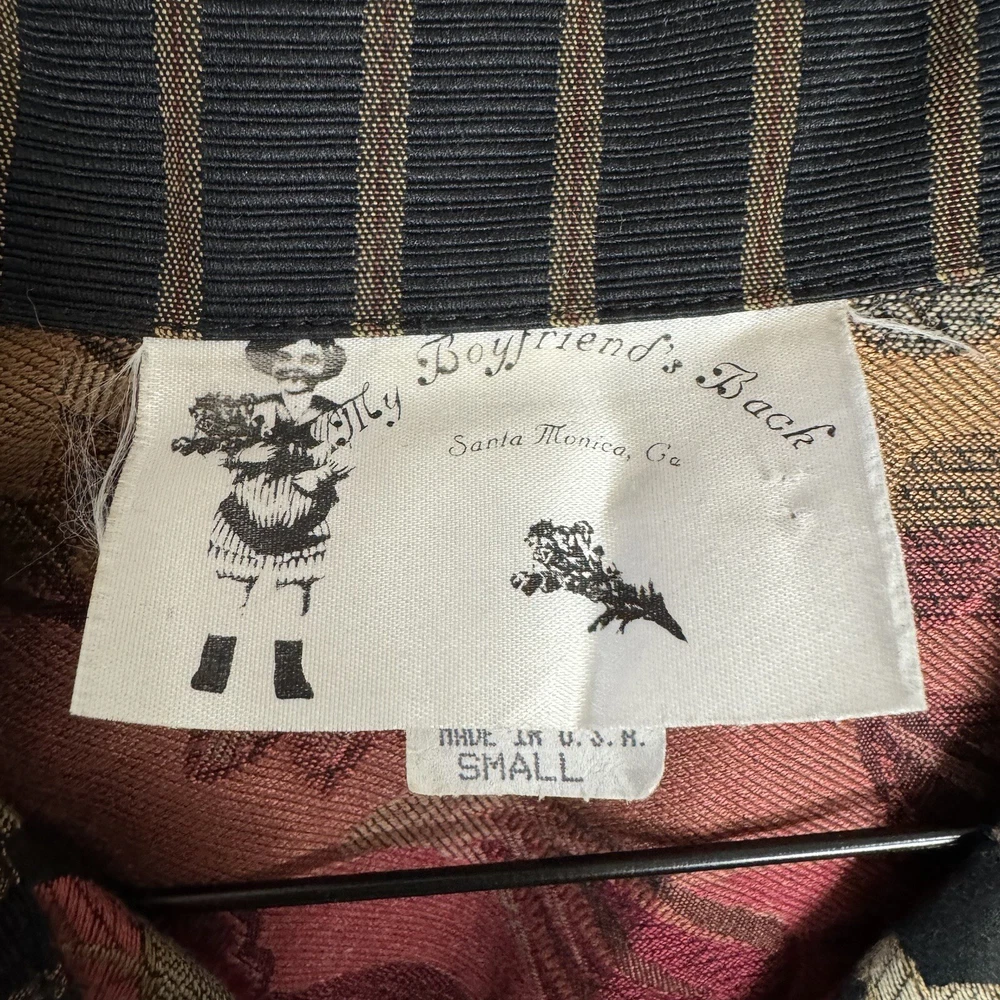 My Boyfriend's Back
Santa Monica, Ca
MADE IN U.S.A.
SMALL